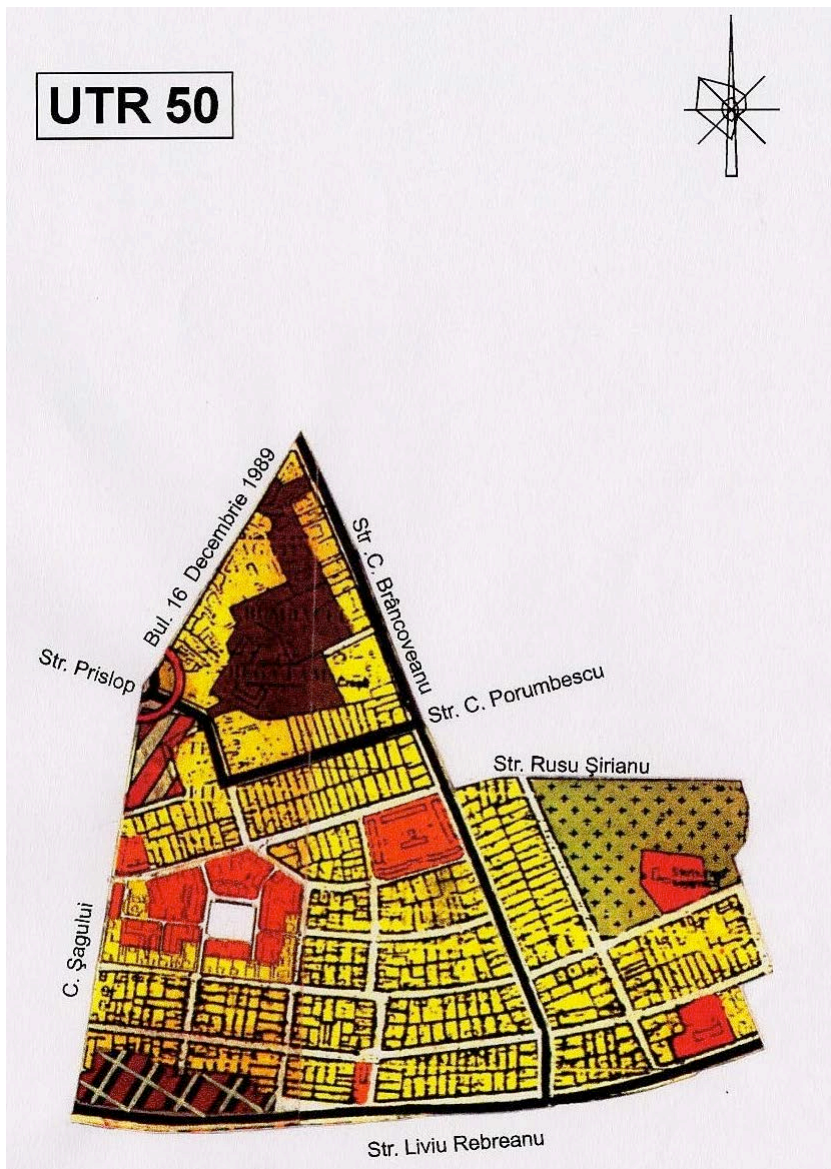 UTR 50
Bul. 16 Decembrie 1989
Str .C. Brâncoveanu
Str. Prislop
Str. C. Porumbescu
Str. Rusu Şirianu
C. Şagului
Str. Liviu Rebreanu